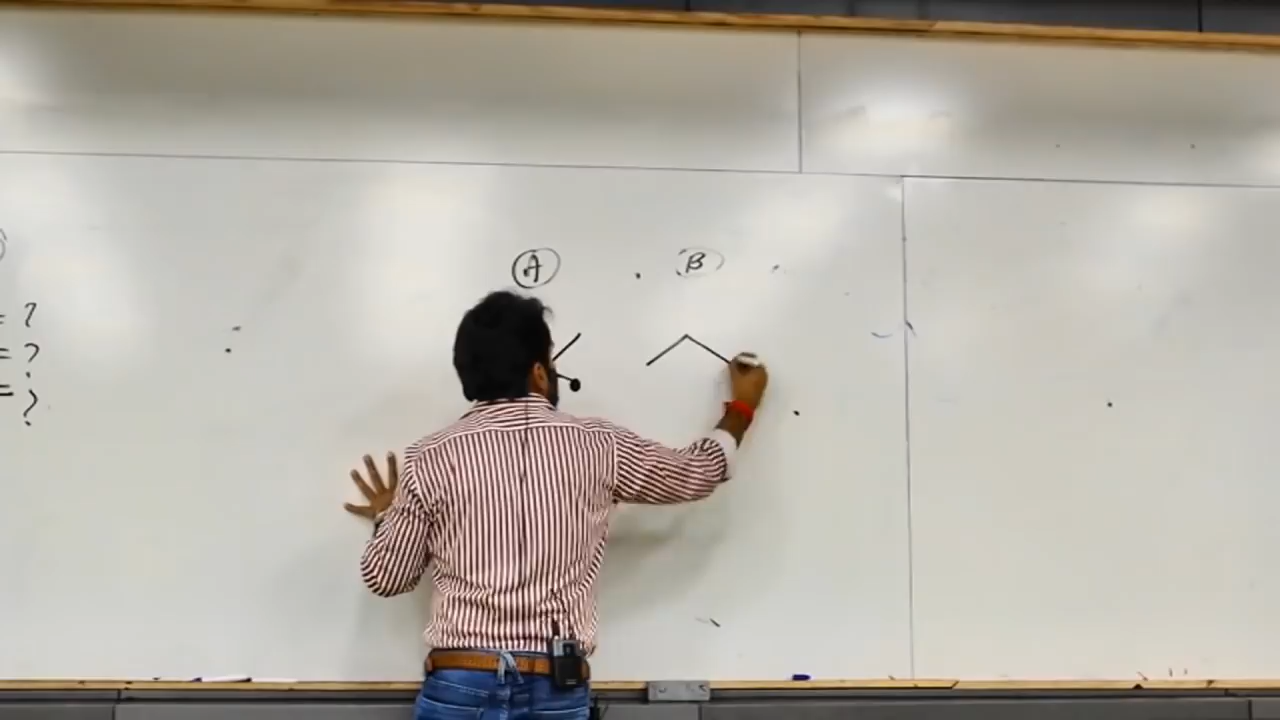 A B
= ?
= ?
= ?